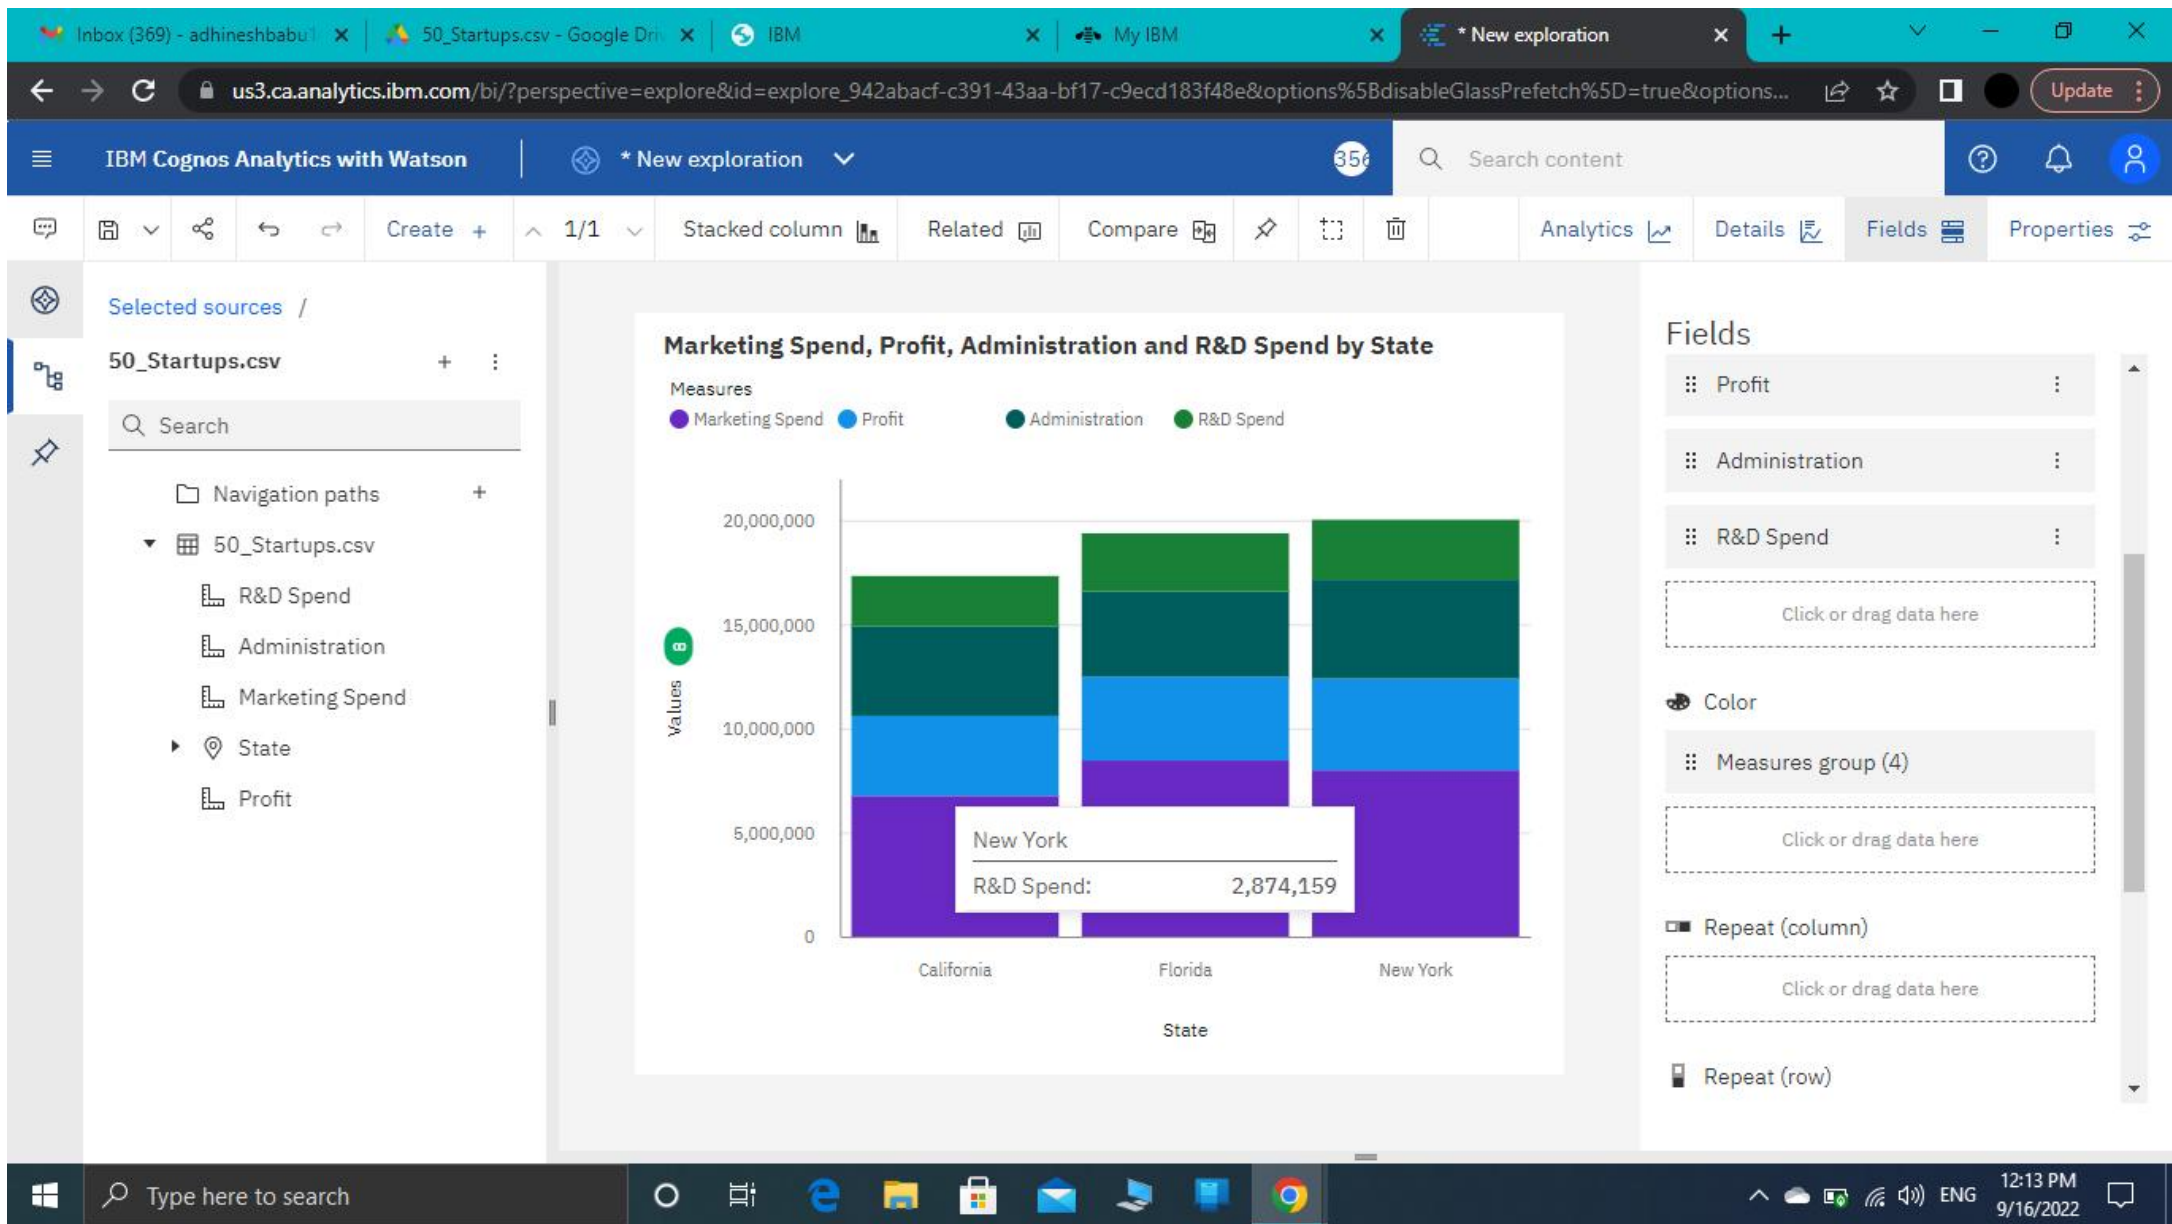 Inbox (369) - adhineshbabu1
50_Startups.csv - Google Driv
IBM
My IBM
* New exploration
us3.ca.analytics.ibm.com/bi/?perspective=explore&id=explore_942abacf-c391-43aa-bf17-c9ecd183f48e&options%5BdisableGlassPrefetch%5D=true&options...
Update
IBM Cognos Analytics with Watson
* New exploration
356
Search content
Create +
1/1
Stacked column
Related
Compare
Analytics
Details
Fields
Properties
Selected sources /
50_Startups.csv
Search
Navigation paths
50_Startups.csv
R&D Spend
Administration
Marketing Spend
State
Profit
Marketing Spend, Profit, Administration and R&D Spend by State
Measures
Marketing Spend
Profit
Administration
R&D Spend
20,000,000
15,000,000
10,000,000
5,000,000
0
Values
New York
R&D Spend: 2,874,159
California
Florida
New York
State
Fields
Profit
Administration
R&D Spend
Click or drag data here
Color
Measures group (4)
Click or drag data here
Repeat (column)
Click or drag data here
Repeat (row)
Type here to search
ENG
12:13 PM
9/16/2022